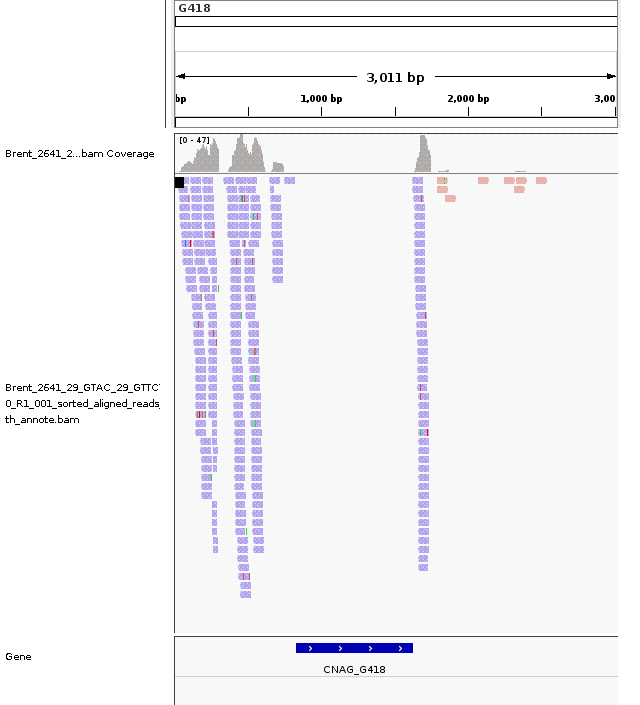 G418
3,011 bp
bp 1,000 bp 2,000 bp 3,00
[0 - 47]
Brent_2641_2...bam Coverage
Brent_2641_29_GTAC_29_GTTC
0_R1_001_sorted_aligned_reads_
th_annote.bam
Gene
CNAG_G418